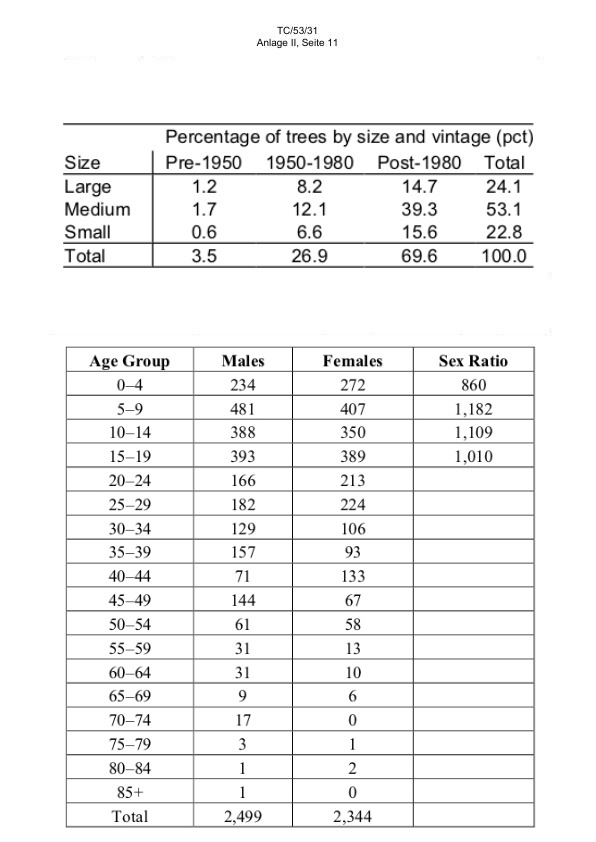 TC/53/31
Anlage II, Seite 11
Percentage of trees by size and vintage (pct)
Size Pre-1950 1950-1980 Post-1980 Total
Large 1.2 8.2 14.7 24.1
Medium 1.7 12.1 39.3 53.1
Small 0.6 6.6 15.6 22.8
Total 3.5 26.9 69.6 100.0
Age Group Males Females Sex Ratio
0–4 234 272 860
5–9 481 407 1,182
10–14 388 350 1,109
15–19 393 389 1,010
20–24 166 213
25–29 182 224
30–34 129 106
35–39 157 93
40–44 71 133
45–49 144 67
50–54 61 58
55–59 31 13
60–64 31 10
65–69 9 6
70–74 17 0
75–79 3 1
80–84 1 2
85+ 1 0
Total 2,499 2,344